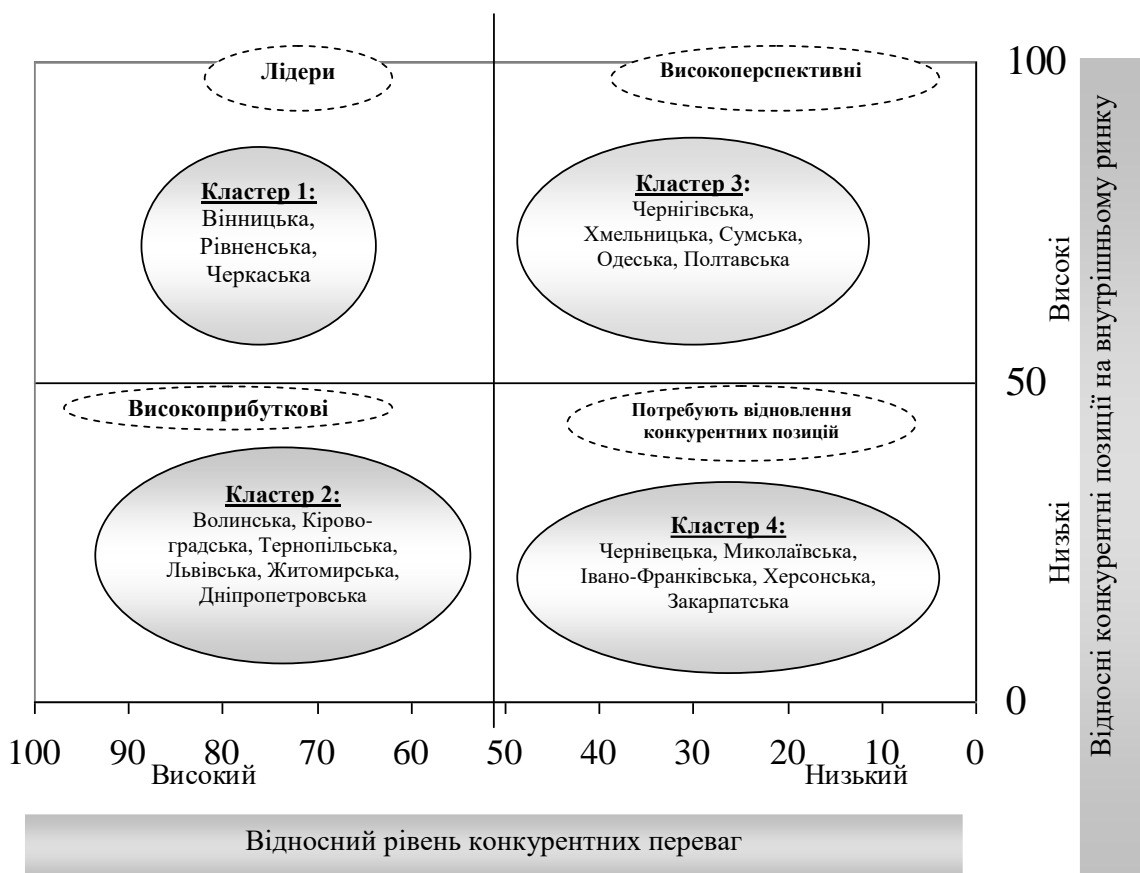 Лідери
Високоперспективні
100
Кластер 1:
Вінницька,
Рівненська,
Черкаська
Кластер 3:
Чернігівська,
Хмельницька, Сумська,
Одеська, Полтавська
Високі
50
Високоприбуткові
Потребують відновлення
конкурентних позицій
Кластер 2:
Волинська, Кірово-
градська, Тернопільська,
Львівська, Житомирська,
Дніпропетровська
Кластер 4:
Чернівецька, Миколаївська,
Івано-Франківська, Херсонська,
Закарпатська
Низькі
0
Відносні конкурентні позиції на внутрішньому ринку
100 90 80 70 60 50 40 30 20 10 0
Високий
Низький
Відносний рівень конкурентних переваг